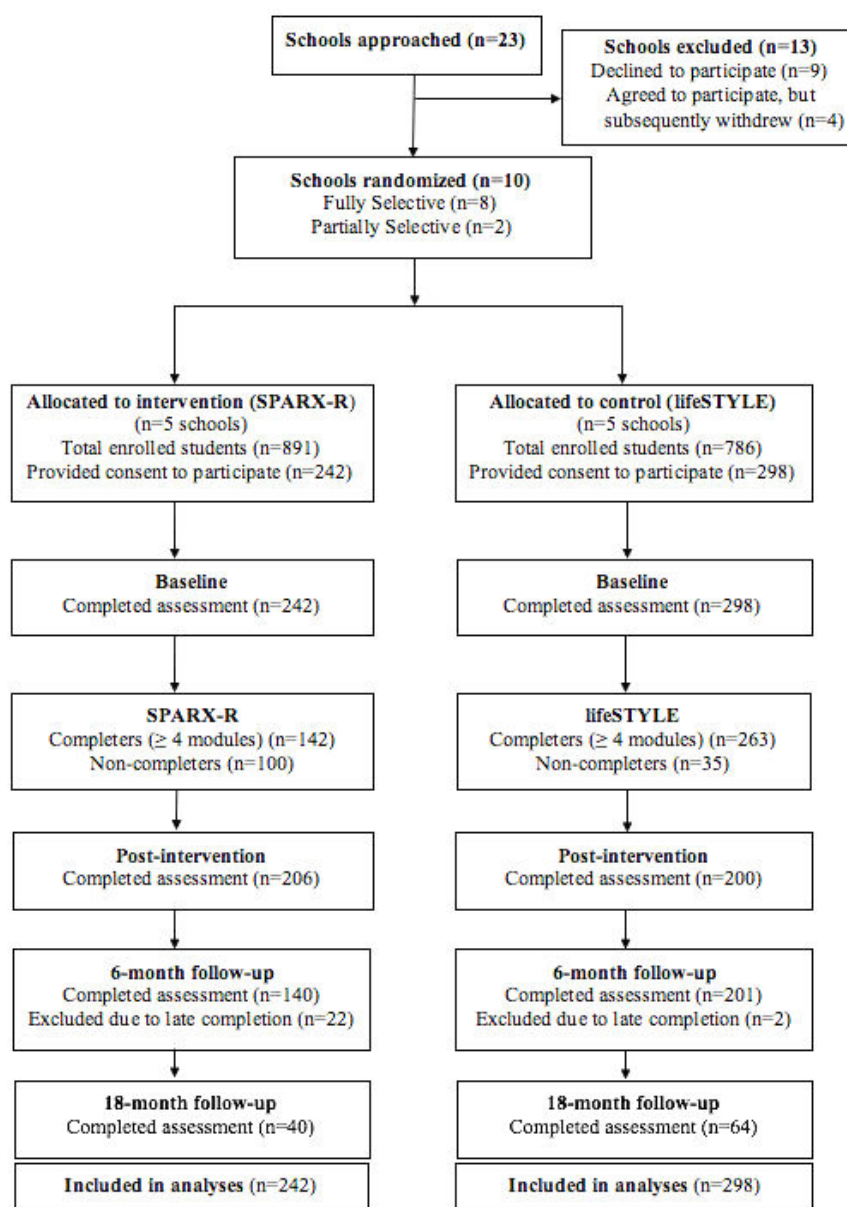 Schools approached (n=23)
Schools excluded (n=13)
Declined to participate (n=9)
Agreed to participate, but
subsequently withdrew (n=4)
Schools randomized (n=10)
Fully Selective (n=8)
Partially Selective (n=2)
Allocated to intervention (SPARX-R)
(n=5 schools)
Total enrolled students (n=891)
Provided consent to participate (n=242)
Allocated to control (lifeSTYLE)
(n=5 schools)
Total enrolled students (n=786)
Provided consent to participate (n=298)
Baseline
Completed assessment (n=242)
Baseline
Completed assessment (n=298)
SPARX-R
Completers (≥ 4 modules) (n=142)
Non-completers (n=100)
lifeSTYLE
Completers (≥ 4 modules) (n=263)
Non-completers (n=35)
Post-intervention
Completed assessment (n=206)
Post-intervention
Completed assessment (n=200)
6-month follow-up
Completed assessment (n=140)
Excluded due to late completion (n=22)
6-month follow-up
Completed assessment (n=201)
Excluded due to late completion (n=2)
18-month follow-up
Completed assessment (n=40)
18-month follow-up
Completed assessment (n=64)
Included in analyses (n=242)
Included in analyses (n=298)